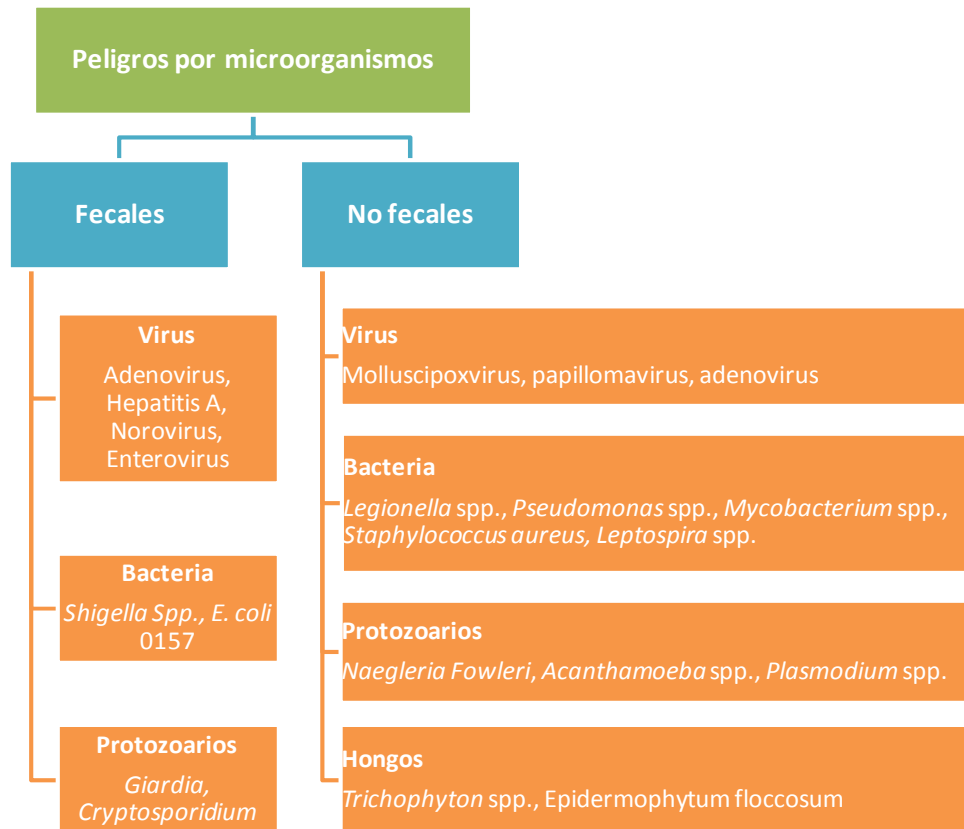 Peligros por microorganismos
Fecales
No fecales
Virus
Adenovirus,
Hepatitis A,
Norovirus,
Enterovirus
Bacteria
Shigella Spp., E. coli
0157
Protozoarios
Giardia,
Cryptosporidium
Virus
Molluscipoxvirus, papillomavirus, adenovirus
Bacteria
Legionella spp., Pseudomonas spp., Mycobacterium spp.,
Staphylococcus aureus, Leptospira spp.
Protozoarios
Naegleria Fowleri, Acanthamoeba spp., Plasmodium spp.
Hongos
Trichophyton spp., Epidermophytum floccosum